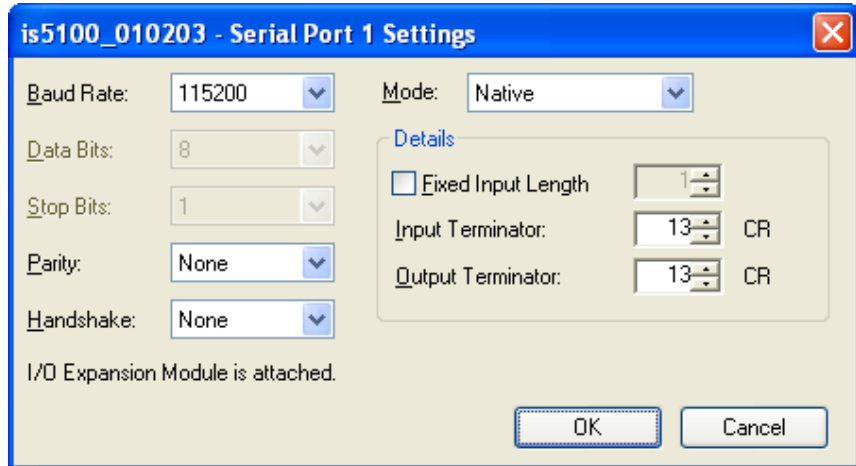 is5100_010203 - Serial Port 1 Settings
Baud Rate: 115200
Data Bits: 8
Stop Bits: 1
Parity: None
Handshake: None
I/O Expansion Module is attached.
Mode: Native
Details
Fixed Input Length 1
Input Terminator: 13 CR
Output Terminator: 13 CR
OK Cancel